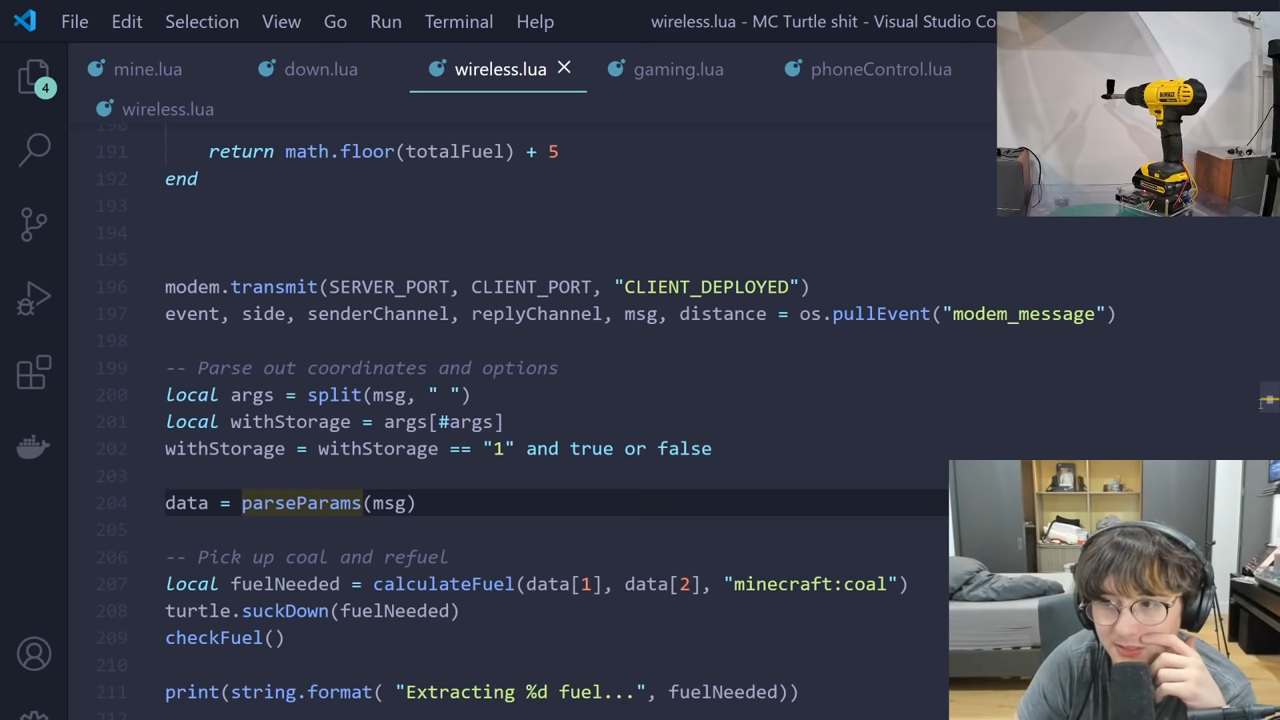 File Edit Selection View Go Run Terminal Help wireless.lua - MC Turtle shit - Visual Studio Co
mine.lua down.lua wireless.lua gaming.lua phoneControl.lua
4
wireless.lua
190
191 return math.floor(totalFuel) + 5
192 end
193
194
195
196 modem.transmit(SERVER_PORT, CLIENT_PORT, "CLIENT_DEPLOYED")
197 event, side, senderChannel, replyChannel, msg, distance = os.pullEvent("modem_message")
198
199 -- Parse out coordinates and options
200 local args = split(msg, " ")
201 local withStorage = args[#args]
202 withStorage = withStorage == "1" and true or false
203
204 data = parseParams(msg)
205
206 -- Pick up coal and refuel
207 local fuelNeeded = calculateFuel(data[1], data[2], "minecraft:coal")
208 turtle.suckDown(fuelNeeded)
209 checkFuel()
210
211 print(string.format( "Extracting %d fuel...", fuelNeeded))
212
DEWALT